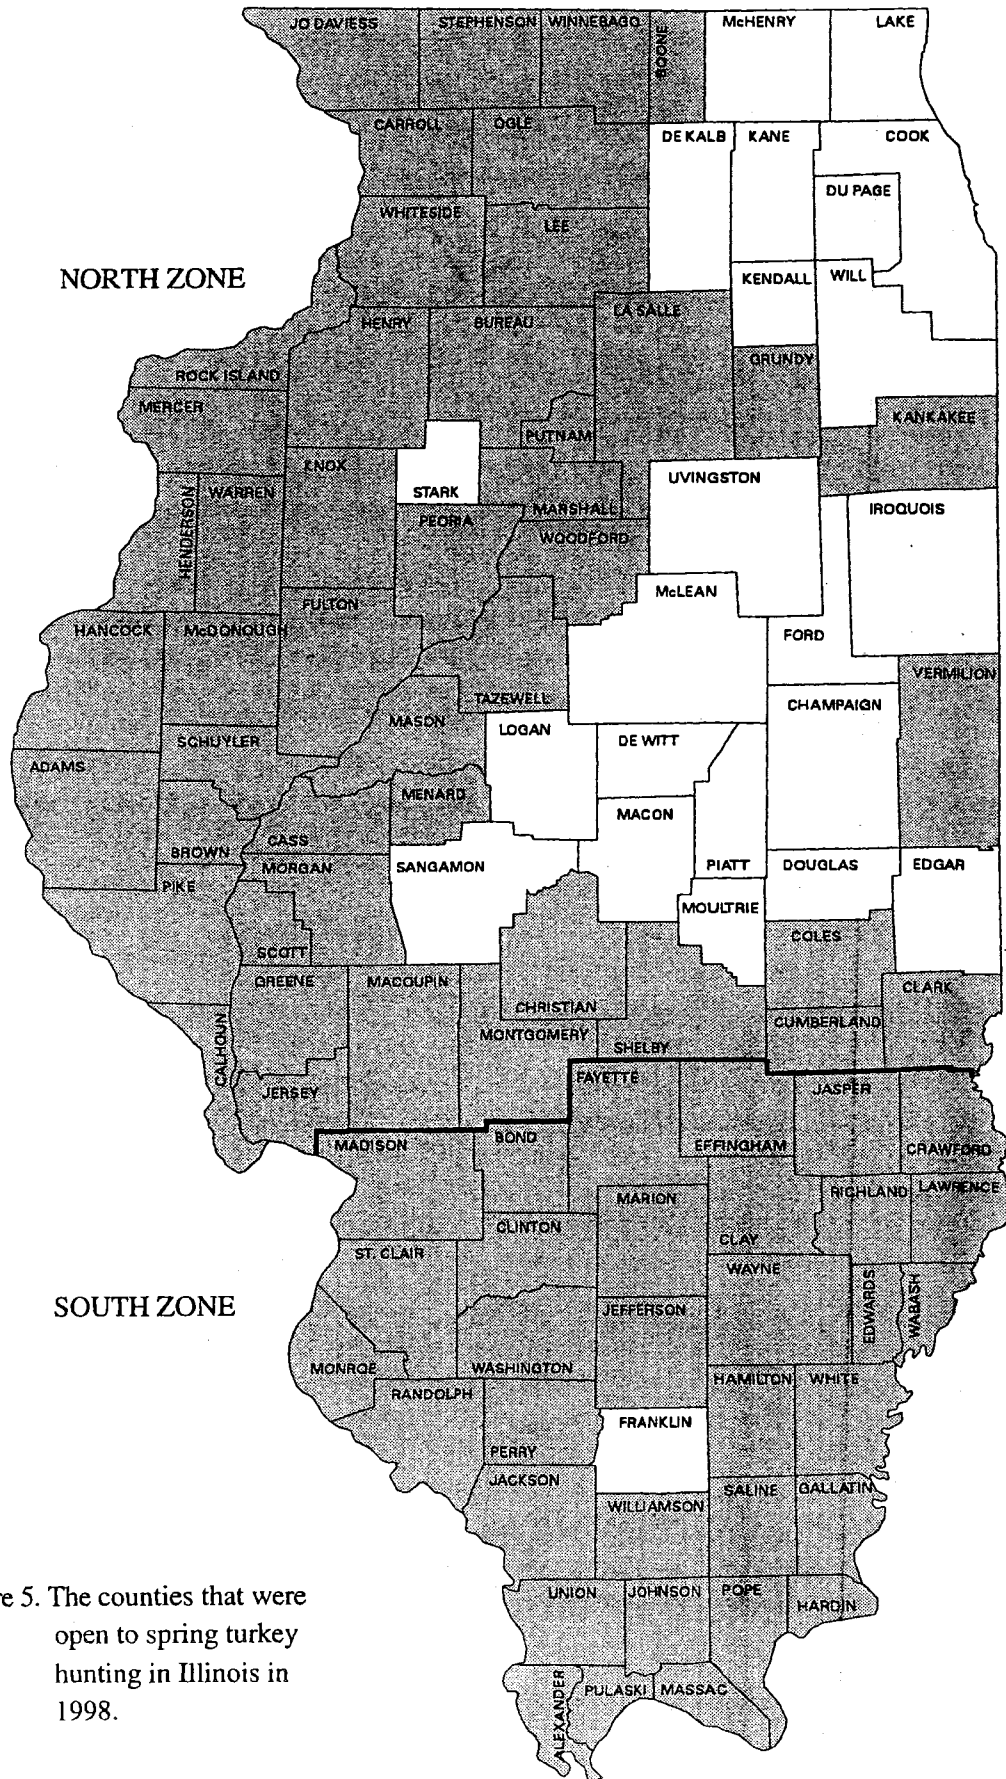 JO DAVIESS
STEPHENSON
WINNEBAGO
BOONE
McHENRY
LAKE
CARROLL
OGLE
DE KALB
KANE
COOK
DU PAGE
WHITESIDE
LEE
NORTH ZONE
KENDALL
WILL
HENRY
BUREAU
LA SALLE
GRUNDY
ROCK ISLAND
MERCER
PUTNAM
KANKAKEE
KNOX
STARK
UVINGSTON
WARREN
HENDERSON
PEORIA
MARSHALL
IROQUOIS
WOODFORD
McLEAN
FULTON
HANCOCK
McDONOUGH
FORD
TAZEWELL
VERMILION
MASON
LOGAN
CHAMPAIGN
SCHUYLER
DE WITT
ADAMS
MENARD
MACON
CASS
BROWN
MORGAN
SANGAMON
PIATT
DOUGLAS
EDGAR
PIKE
MOULTRIE
SCOTT
COLES
GREENE
MACOUPIN
CHRISTIAN
CLARK
CALHOUN
MONTGOMERY
SHELBY
CUMBERLAND
JERSEY
FAYETTE
JASPER
MADISON
BOND
EFFINGHAM
CRAWFORD
MARION
RICHLAND
LAWRENCE
CLINTON
CLAY
ST. CLAIR
WAYNE
SOUTH ZONE
JEFFERSON
EDWARDS
WABASH
MONROE
WASHINGTON
RANDOLPH
HAMILTON
WHITE
FRANKLIN
PERRY
JACKSON
WILLIAMSON
SALINE
GALLATIN
UNION
JOHNSON
POPE
HARDIN
ALEXANDER
PULASKI
MASSAC
re 5. The counties that were
open to spring turkey
hunting in Illinois in
1998.